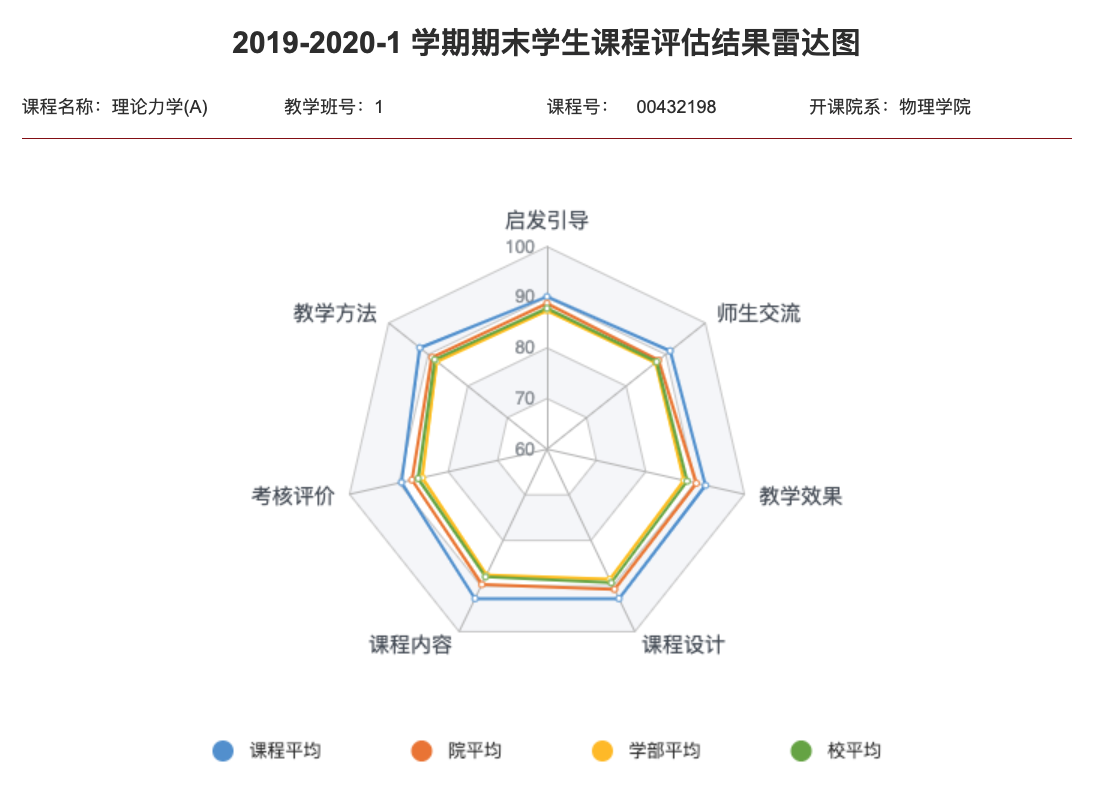 2019-2020-1 学期期末学生课程评估结果雷达图
课程名称：理论力学(A) 教学班号：1 课程号： 00432198 开课院系：物理学院
启发引导
100
90
80
70
60
教学方法
师生交流
考核评价
教学效果
课程内容
课程设计
课程平均 院平均 学部平均 校平均